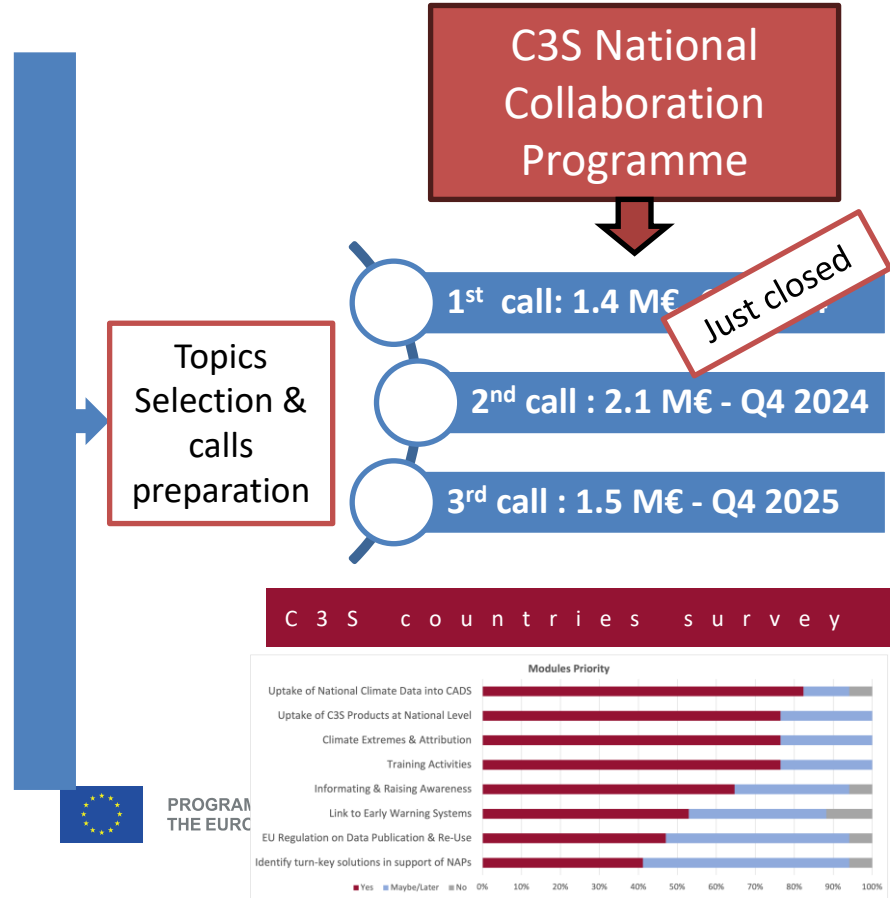 C3S National
Collaboration
Programme
Just closed
1st call: 1.4 M€
2nd call : 2.1 M€ - Q4 2024
3rd call : 1.5 M€ - Q4 2025
Topics
Selection &
calls
preparation
C3S countries survey
Modules Priority
Uptake of National Climate Data into CADS
Uptake of C3S Products at National Level
Climate Extremes & Attribution
Training Activities
Informating & Raising Awareness
Link to Early Warning Systems
EU Regulation on Data Publication & Re-Use
Identify turn-key solutions in support of NAPs
Yes Maybe/Later No
0% 10% 20% 30% 40% 50% 60% 70% 80% 90% 100%
PROGRAM
THE EURO